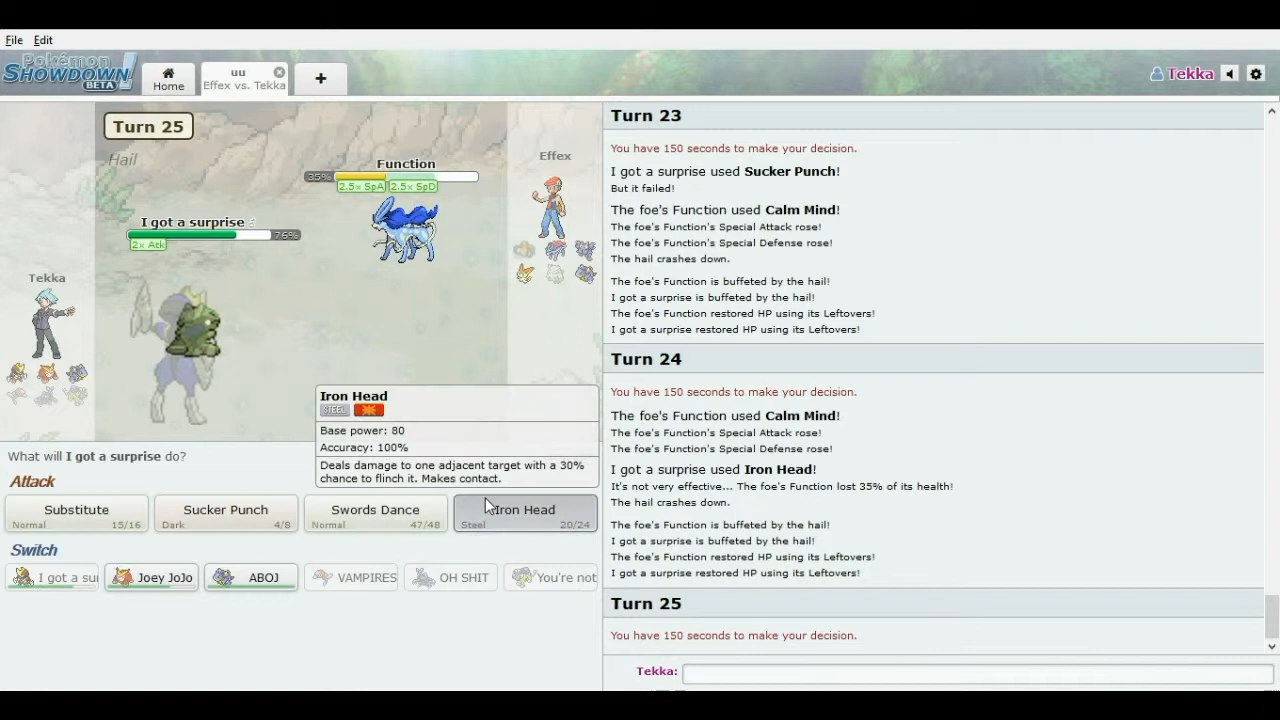 File Edit
Pokémon
SHOWDOWN!
BETA
Home
uu
Effex vs. Tekka
+
Tekka
Turn 25
Hail
Function
35%
2.5× SpA 2.5× SpD
Effex
I got a surprise
76%
2× Atk
Tekka
Iron Head
STEEL
Base power: 80
Accuracy: 100%
Deals damage to one adjacent target with a 30%
chance to flinch it. Makes contact.
What will I got a surprise do?
Attack
Substitute
Normal 15/16
Sucker Punch
Dark 4/8
Swords Dance
Normal 47/48
Iron Head
Steel 20/24
Switch
I got a sur
Joey JoJo
ABOJ
VAMPIRES
OH SHIT
You're not
Turn 23
You have 150 seconds to make your decision.
I got a surprise used Sucker Punch!
But it failed!
The foe's Function used Calm Mind!
The foe's Function's Special Attack rose!
The foe's Function's Special Defense rose!
The hail crashes down.
The foe's Function is buffeted by the hail!
I got a surprise is buffeted by the hail!
The foe's Function restored HP using its Leftovers!
I got a surprise restored HP using its Leftovers!
Turn 24
You have 150 seconds to make your decision.
The foe's Function used Calm Mind!
The foe's Function's Special Attack rose!
The foe's Function's Special Defense rose!
I got a surprise used Iron Head!
It's not very effective... The foe's Function lost 35% of its health!
The hail crashes down.
The foe's Function is buffeted by the hail!
I got a surprise is buffeted by the hail!
The foe's Function restored HP using its Leftovers!
I got a surprise restored HP using its Leftovers!
Turn 25
You have 150 seconds to make your decision.
Tekka: